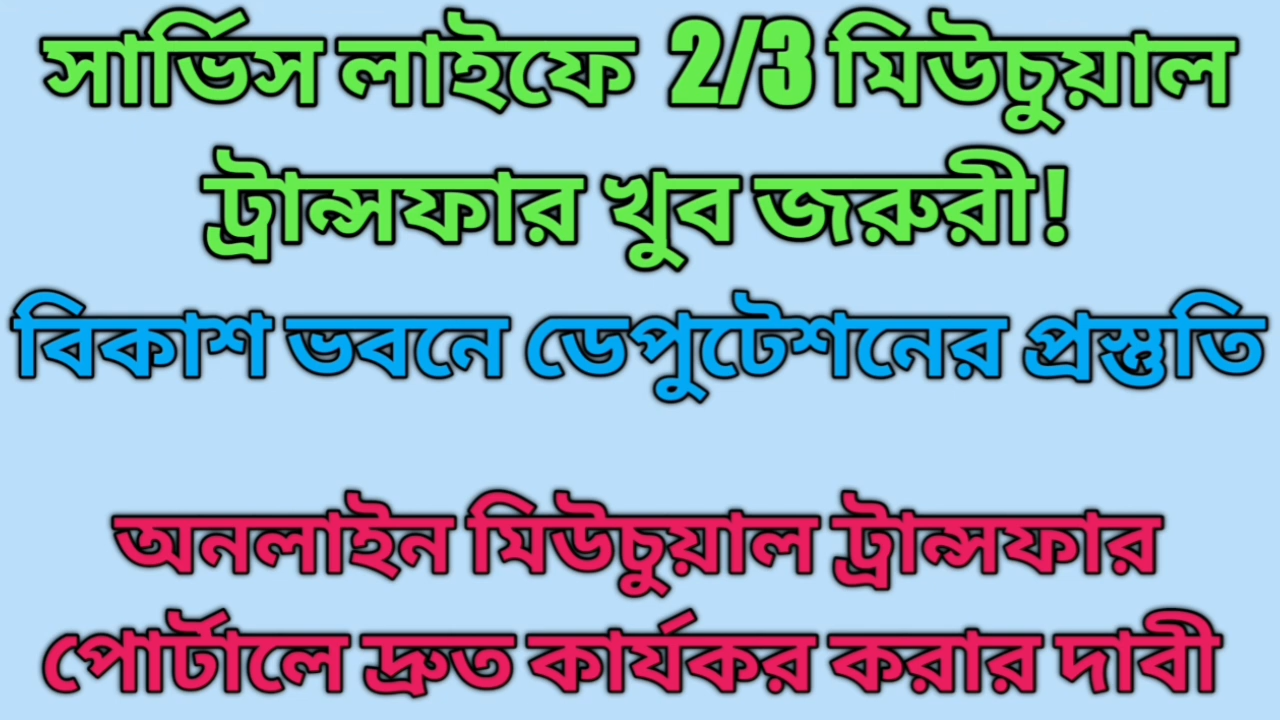 সার্ভিস লাইফে 2/3 মিউচুয়াল
ট্রান্সফার খুব জরুরী!
বিকাশ ভবনে ডেপুটেশনের প্রস্তুতি
অনলাইন মিউচুয়াল ট্রান্সফার
পোর্টালে দ্রুত কার্যকর করার দাবী